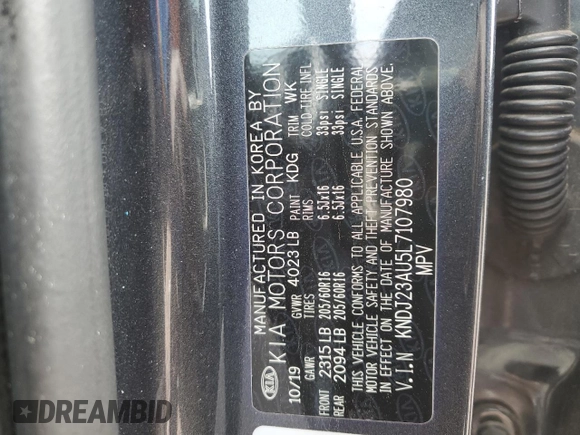 KIA MANUFACTURED IN KOREA BY
KIA MOTORS CORPORATION
10/19 GVWR 4023 LB PAINT KDG TRIM WK
GAWR TIRES RIMS COLD TIRE INFL
FRONT 2315 LB 205/60R16 6.5Jx16 33psi SINGLE
REAR 2094 LB 205/60R16 6.5Jx16 33psi SINGLE
THIS VEHICLE CONFORMS TO ALL APPLICABLE U.S.A. FEDERAL
MOTOR VEHICLE SAFETY AND THEFT PREVENTION STANDARDS
IN EFFECT ON THE DATE OF MANUFACTURE SHOWN ABOVE.
V.I.N KNDJ23AU5L7107980
MPV
DREAMBID